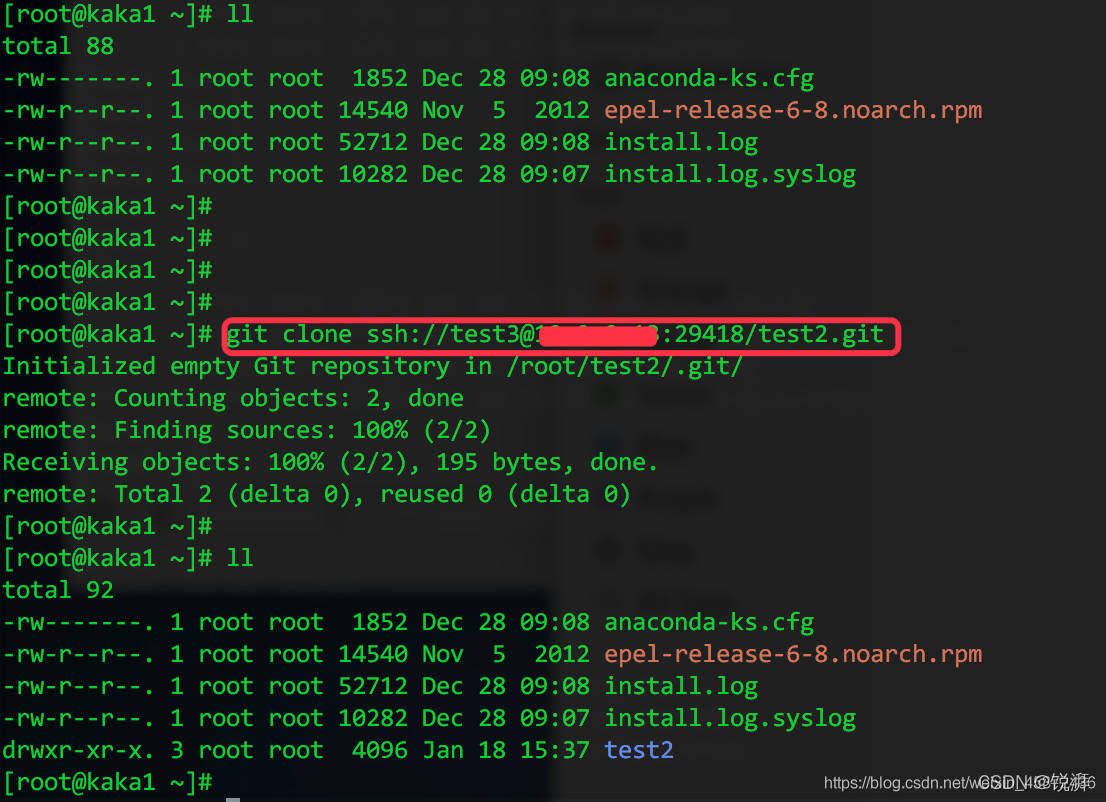 [root@kaka1 ~]# ll
total 88
-rw-------. 1 root root  1852 Dec 28 09:08 anaconda-ks.cfg
-rw-r--r--. 1 root root 14540 Nov  5  2012 epel-release-6-8.noarch.rpm
-rw-r--r--. 1 root root 52712 Dec 28 09:08 install.log
-rw-r--r--. 1 root root 10282 Dec 28 09:07 install.log.syslog
[root@kaka1 ~]#
[root@kaka1 ~]#
[root@kaka1 ~]#
[root@kaka1 ~]#
[root@kaka1 ~]# git clone ssh://test3@:29418/test2.git
Initialized empty Git repository in /root/test2/.git/
remote: Counting objects: 2, done
remote: Finding sources: 100% (2/2)
Receiving objects: 100% (2/2), 195 bytes, done.
remote: Total 2 (delta 0), reused 0 (delta 0)
[root@kaka1 ~]#
[root@kaka1 ~]# ll
total 92
-rw-------. 1 root root  1852 Dec 28 09:08 anaconda-ks.cfg
-rw-r--r--. 1 root root 14540 Nov  5  2012 epel-release-6-8.noarch.rpm
-rw-r--r--. 1 root root 52712 Dec 28 09:08 install.log
-rw-r--r--. 1 root root 10282 Dec 28 09:07 install.log.syslog
drwxr-xr-x. 3 root root  4096 Jan 18 15:37 test2
[root@kaka1 ~]#
https://blog.csdn.net/
CSDN @锐湃